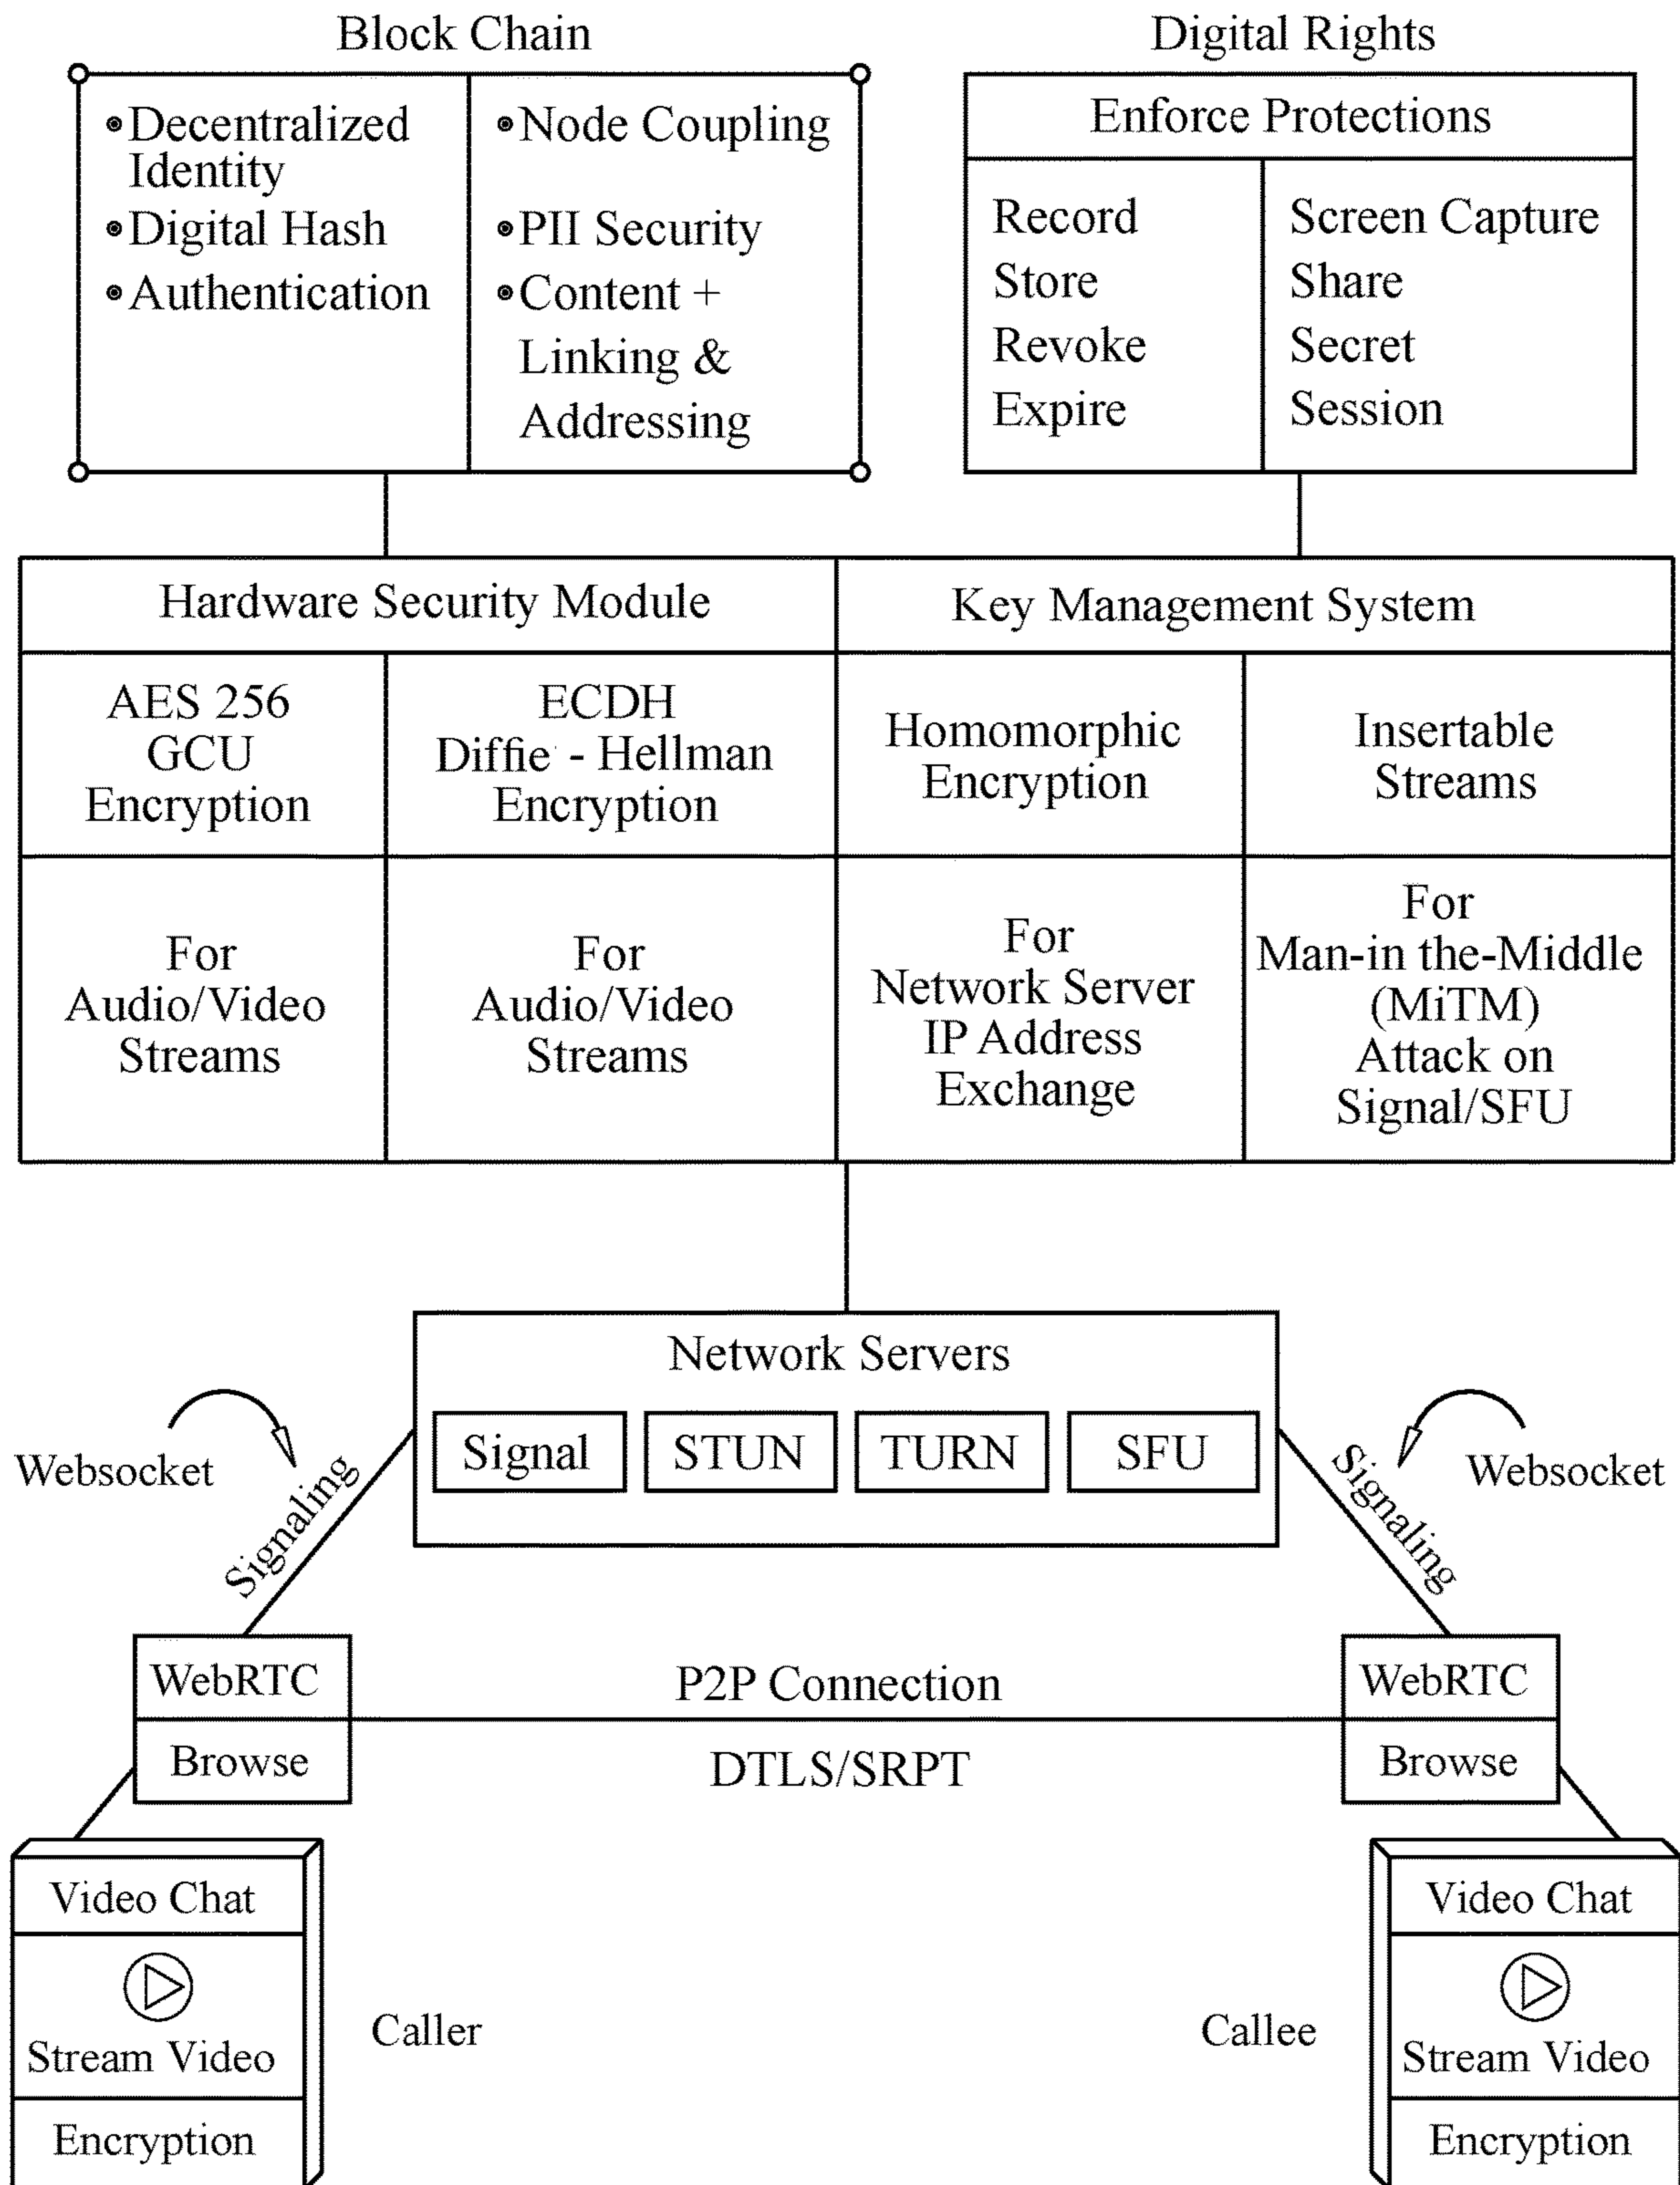 Block Chain
•Decentralized
Identity
•Digital Hash
•Authentication
•Node Coupling
•PII Security
•Content +
Linking &
Addressing
Digital Rights
Enforce Protections
Record
Store
Revoke
Expire
Screen Capture
Share
Secret
Session
Hardware Security Module
AES 256
GCU
Encryption
ECDH
Diffie - Hellman
Encryption
For
Audio/Video
Streams
For
Audio/Video
Streams
Key Management System
Homomorphic
Encryption
Insertable
Streams
For
Network Server
IP Address
Exchange
For
Man-in the-Middle
(MiTM)
Attack on
Signal/SFU
Network Servers
Signal
STUN
TURN
SFU
Websocket
Signaling
Signaling
Websocket
WebRTC
Browse
P2P Connection
DTLS/SRPT
WebRTC
Browse
Video Chat
Stream Video
Encryption
Caller
Callee
Video Chat
Stream Video
Encryption